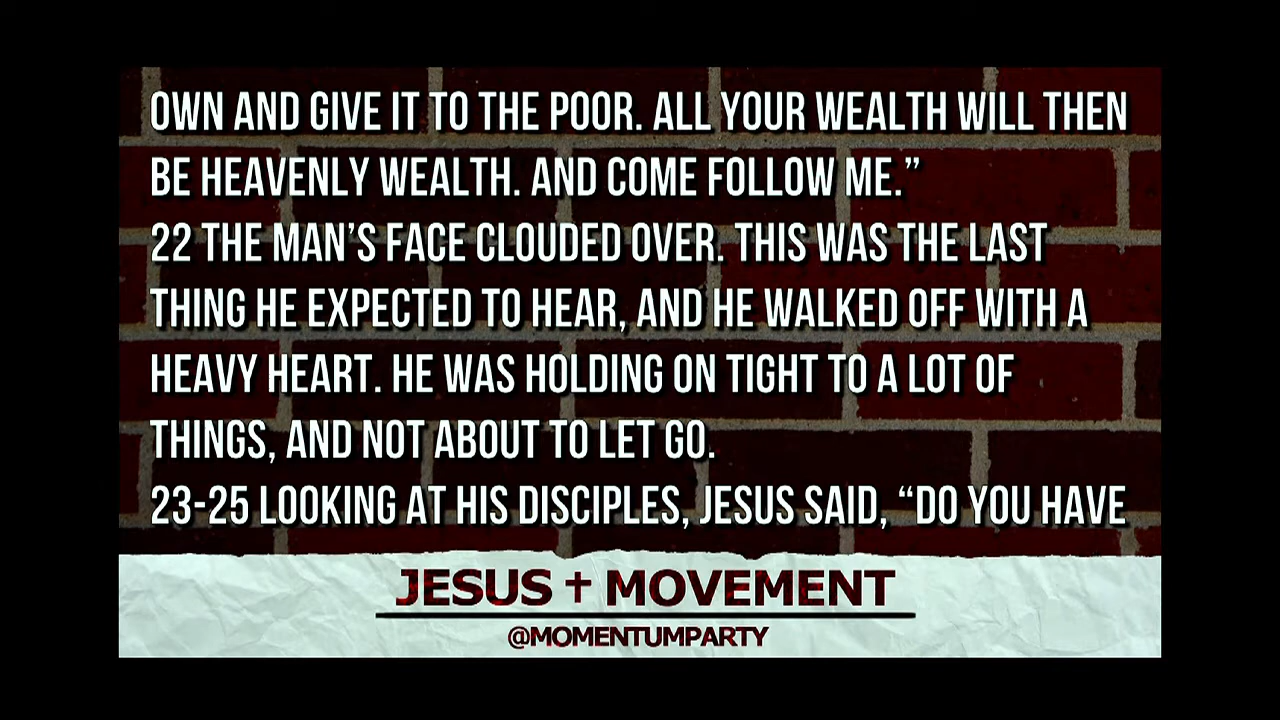 OWN AND GIVE IT TO THE POOR. ALL YOUR WEALTH WILL THEN
BE HEAVENLY WEALTH. AND COME FOLLOW ME.”
22 THE MAN’S FACE CLOUDED OVER. THIS WAS THE LAST
THING HE EXPECTED TO HEAR, AND HE WALKED OFF WITH A
HEAVY HEART. HE WAS HOLDING ON TIGHT TO A LOT OF
THINGS, AND NOT ABOUT TO LET GO.
23-25 LOOKING AT HIS DISCIPLES, JESUS SAID, “DO YOU HAVE
JESUS † MOVEMENT
@MOMENTUMPARTY